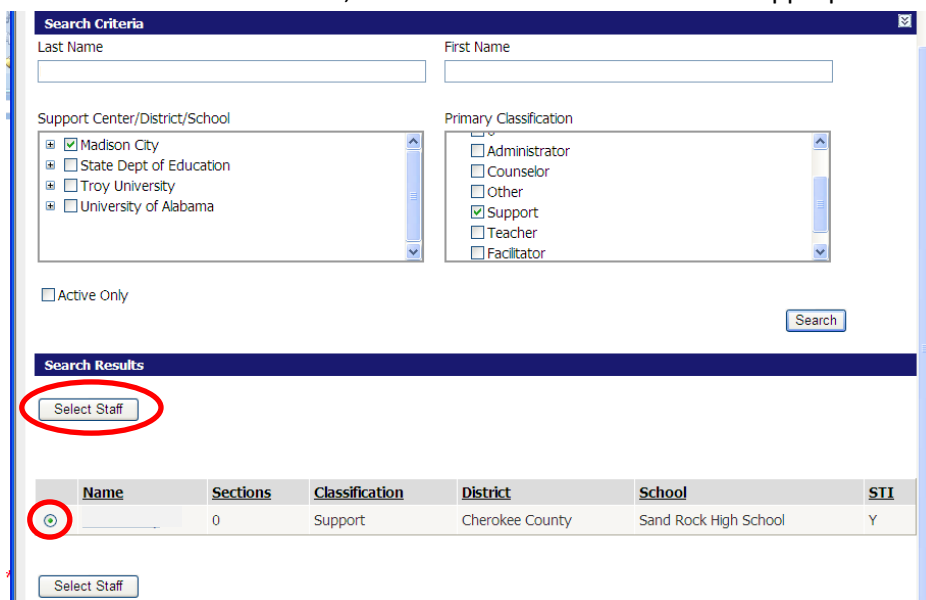 Search Criteria
Last Name First Name
Support Center/District/School Primary Classification
Madison City
State Dept of Education
Troy University
University of Alabama
Administrator
Counselor
Other
Support
Teacher
Facilitator
Active Only
Search
Search Results
Select Staff
Name Sections Classification District School STI
0 Support Cherokee County Sand Rock High School Y
*
Select Staff